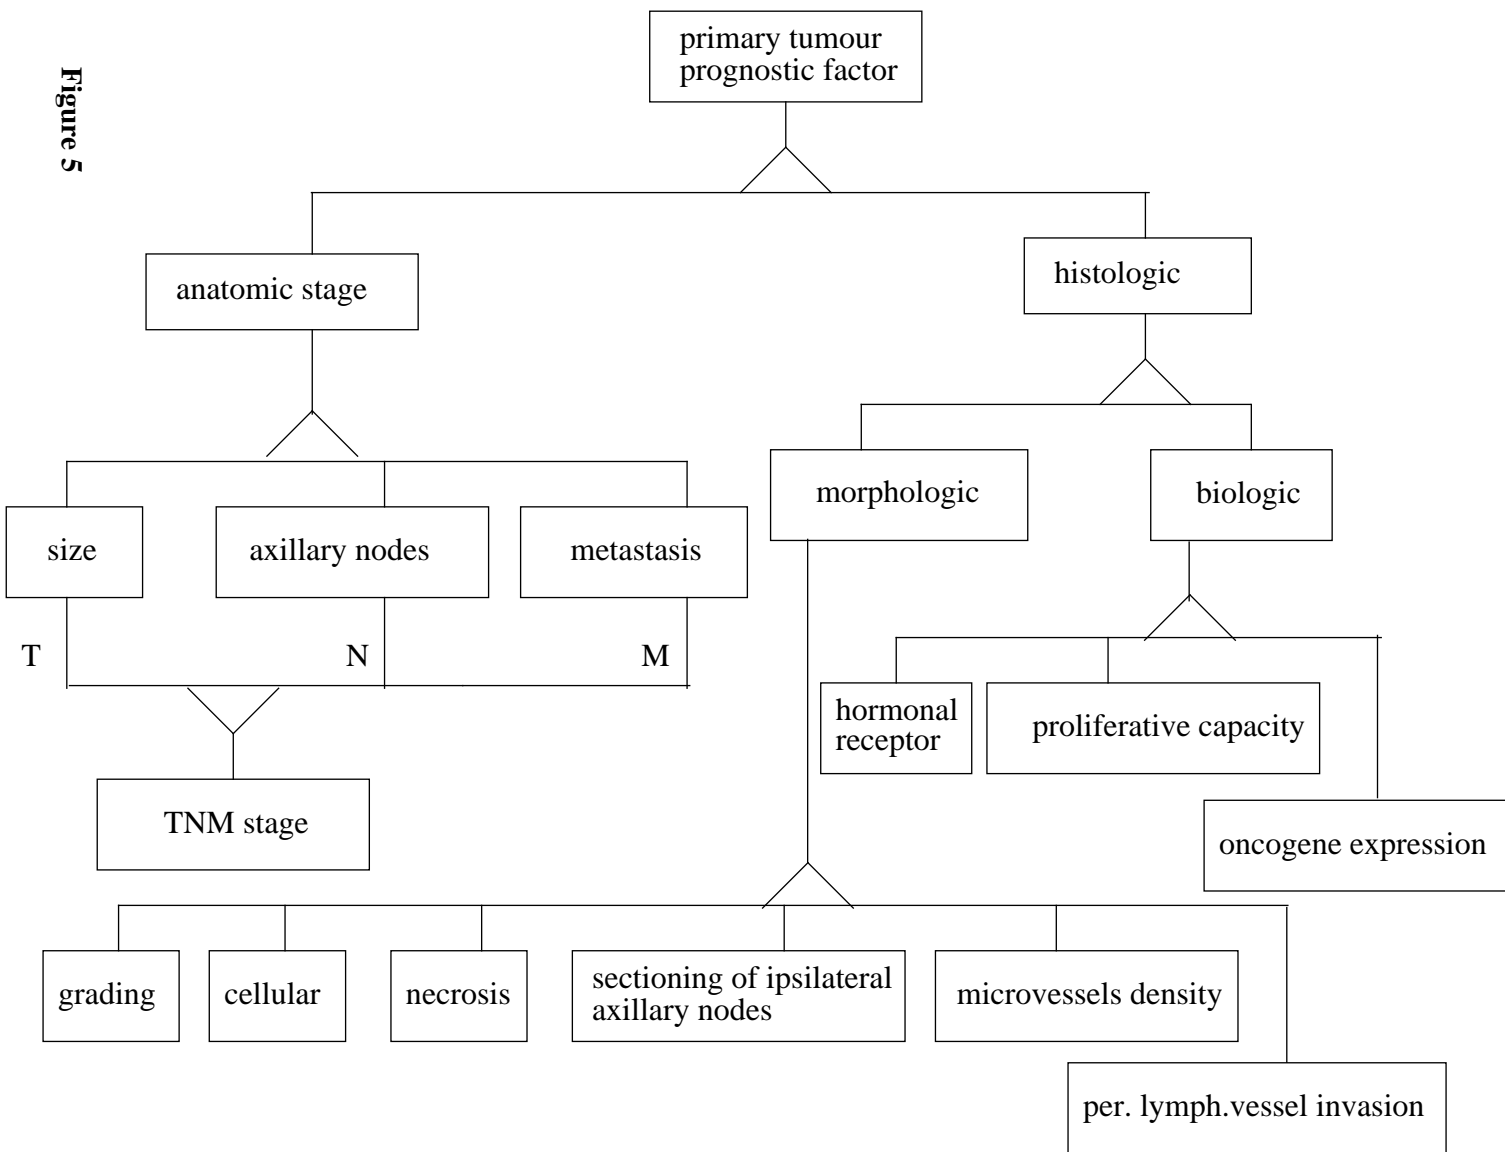 Figure 5
primary tumour
prognostic factor
anatomic stage
histologic
morphologic
biologic
size
axillary nodes
metastasis
T
N
M
hormonal
receptor
proliferative capacity
TNM stage
oncogene expression
grading
cellular
necrosis
sectioning of ipsilateral
axillary nodes
microvessels density
per. lymph.vessel invasion